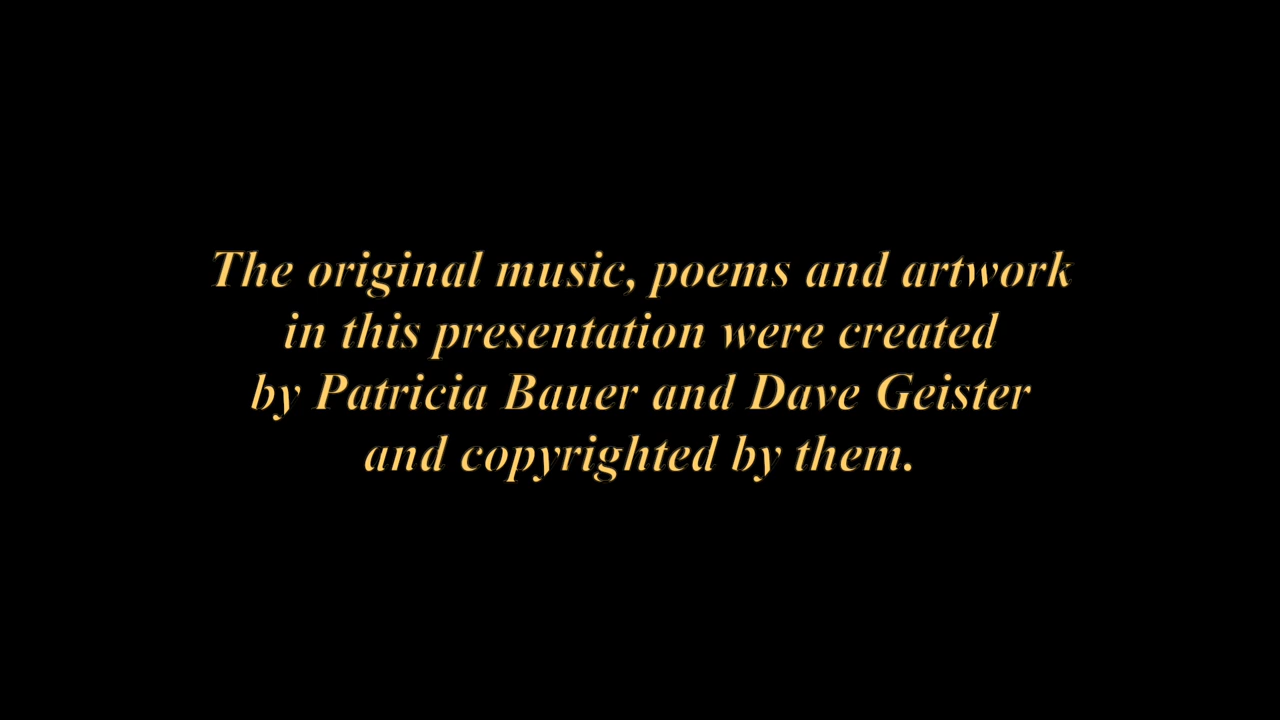 The original music, poems and artwork
in this presentation were created
by Patricia Bauer and Dave Geister
and copyrighted by them.